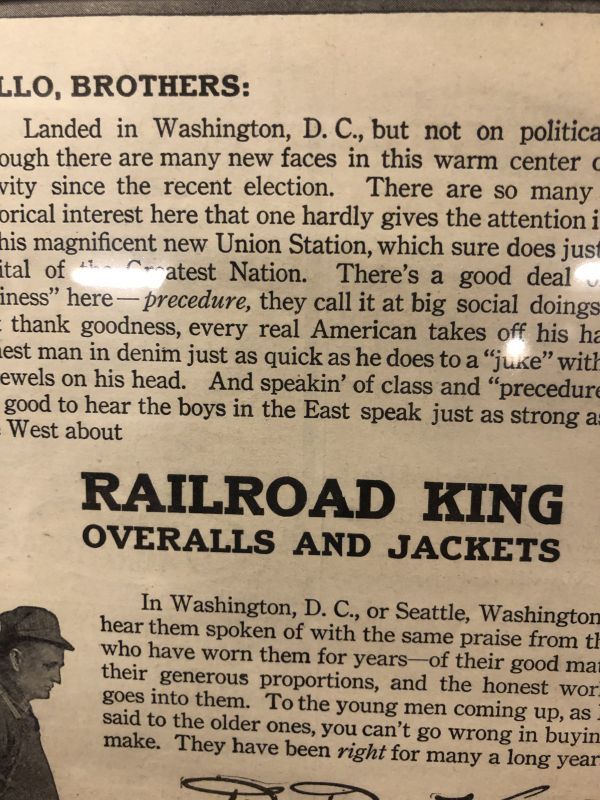 LLO, BROTHERS:
Landed in Washington, D. C., but not on politica
ough there are many new faces in this warm center o
vity since the recent election. There are so many
orical interest here that one hardly gives the attention i
his magnificent new Union Station, which sure does just
ital of the Greatest Nation. There's a good deal
iness" here—precedure, they call it at big social doings
t thank goodness, every real American takes off his ha
iest man in denim just as quick as he does to a "juke" with
ewels on his head. And speakin' of class and "precedure
good to hear the boys in the East speak just as strong as
e West about
RAILROAD KING
OVERALLS AND JACKETS
In Washington, D. C., or Seattle, Washington
hear them spoken of with the same praise from th
who have worn them for years—of their good mat
their generous proportions, and the honest wor
goes into them. To the young men coming up, as I
said to the older ones, you can't go wrong in buyin
make. They have been right for many a long year